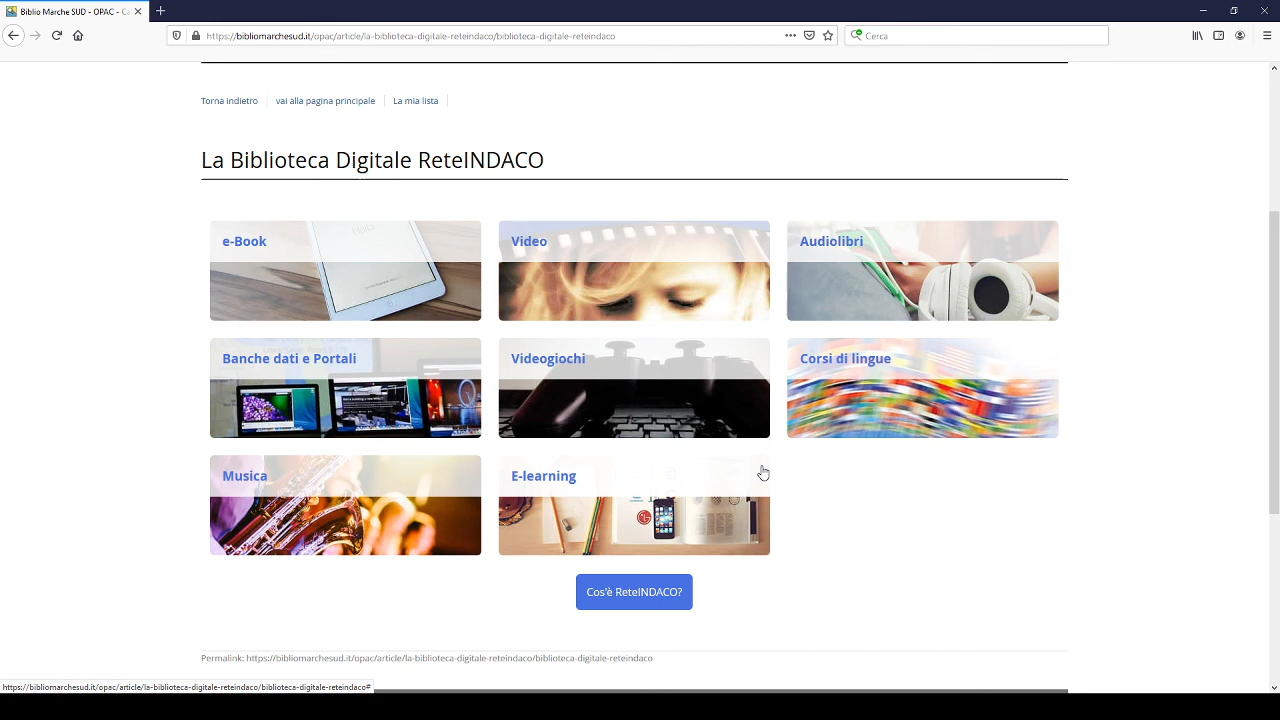 Biblio Marche SUD - OPAC - Ca
https://bibliomarchesud.it/opac/article/la-biblioteca-digitale-reteindaco/biblioteca-digitale-reteindaco
Cerca
Torna indietro
vai alla pagina principale
La mia lista
La Biblioteca Digitale ReteINDACO
e-Book
Video
Audiolibri
Banche dati e Portali
Videogiochi
Corsi di lingue
Musica
E-learning
Cos'è ReteINDACO?
Permalink: https://bibliomarchesud.it/opac/article/la-biblioteca-digitale-reteindaco/biblioteca-digitale-reteindaco
https://bibliomarchesud.it/opac/article/la-biblioteca-digitale-reteindaco/biblioteca-digitale-reteindaco#